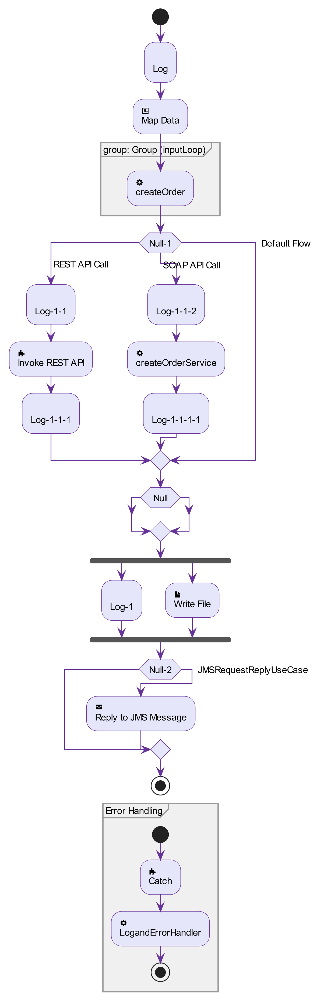 Log
Map Data
group: Group (inputLoop)
createOrder
Null-1
Default Flow
REST API Call
SOAP API Call
Log-1-1
Log-1-1-2
Invoke REST API
createOrderService
Log-1-1-1
Log-1-1-1-1
Null
Log-1
Write File
Null-2
JMSRequestReplyUseCase
Reply to JMS Message
Error Handling
Catch
LogandErrorHandler